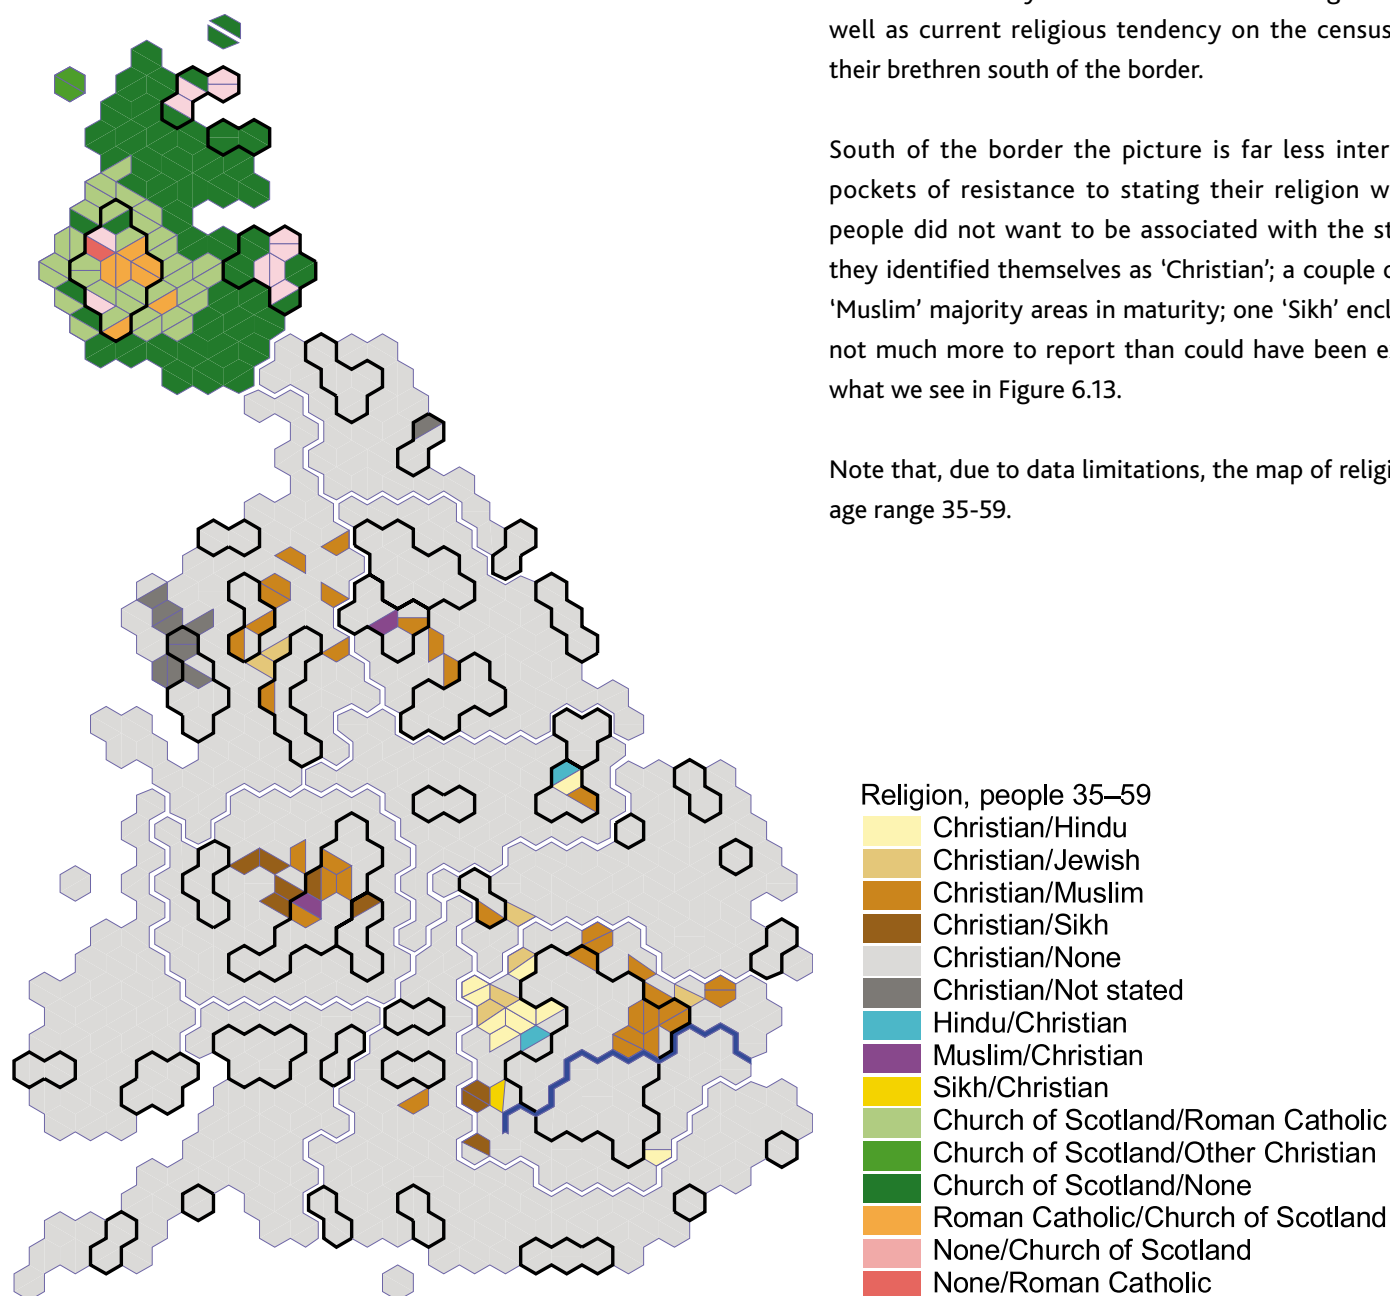 well as current religious tendency on the census
their brethren south of the border.
South of the border the picture is far less
pockets of resistance to stating their religion
people did not want to be associated with the
they identified themselves as ‘Christian’; a couple
‘Muslim’ majority areas in maturity; one ‘Sikh’
not much more to report than could have been
what we see in Figure 6.13.
Note that, due to data limitations, the map of
age range 35-59.
Religion, people 35–59
Christian/Hindu
Christian/Jewish
Christian/Muslim
Christian/Sikh
Christian/None
Christian/Not stated
Hindu/Christian
Muslim/Christian
Sikh/Christian
Church of Scotland/Roman Catholic
Church of Scotland/Other Christian
Church of Scotland/None
Roman Catholic/Church of Scotland
None/Church of Scotland
None/Roman Catholic